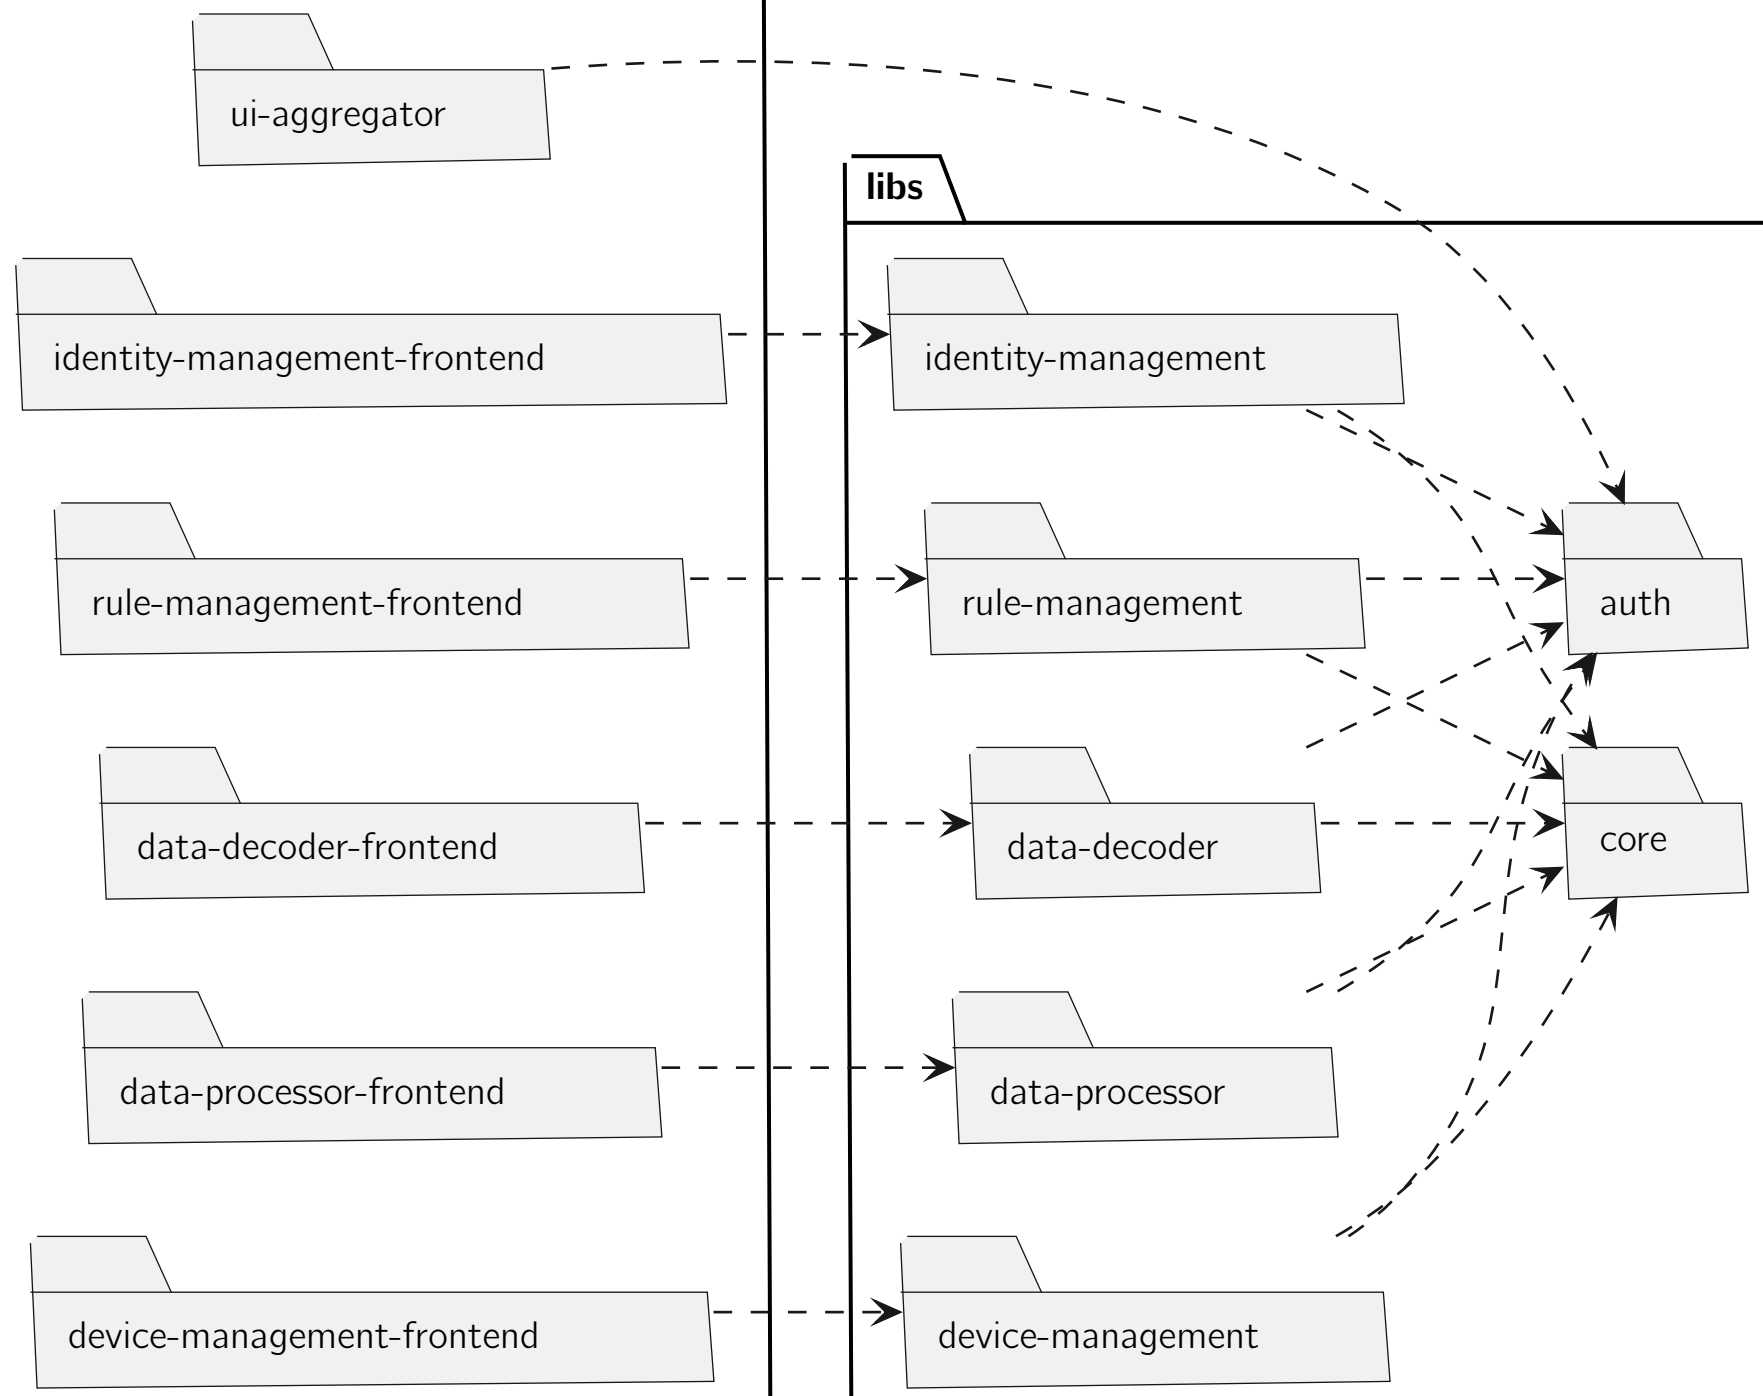 ui-aggregator
libs
identity-management-frontend
identity-management
rule-management-frontend
rule-management
auth
data-decoder-frontend
data-decoder
core
data-processor-frontend
data-processor
device-management-frontend
device-management